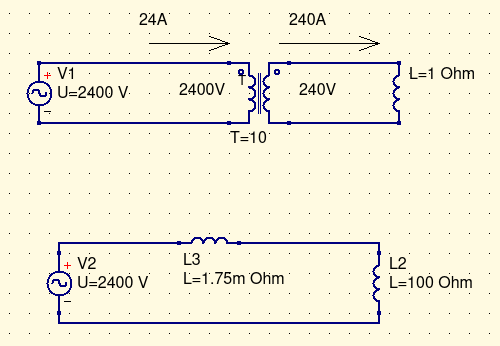 24A
240A
+ V1
U=2400 V
–
2400V
T
240V
L=1 Ohm
T=10
+ V2
U=2400 V
–
L3
L=1.75m Ohm
L2
L=100 Ohm